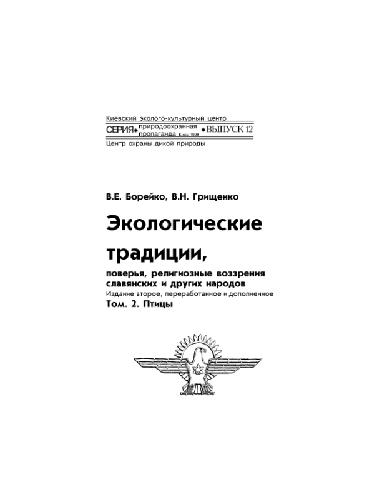 Киевский эколого-культурный центр
СЕРИЯ•
природоохранная
пропаганда
•ВЫПУСК 12
Центр охраны дикой природы
В.Е. Борейко, В.Н. Грищенко
Экологические
традиции,
поверья, религиозные воззрения
славянских и других народов
Издание второе, переработанное и дополненное
Том. 2. Птицы